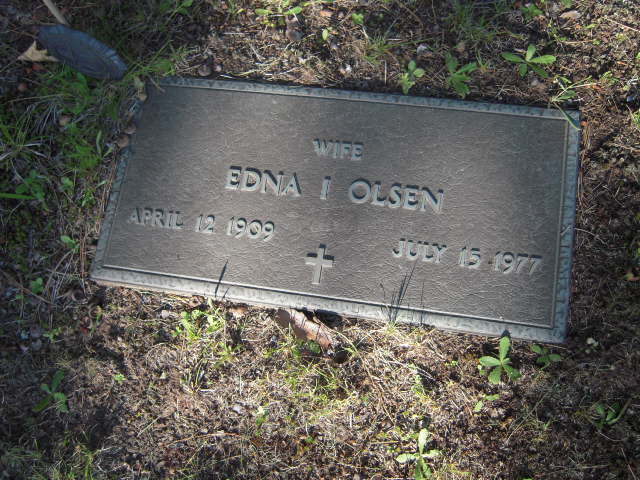 WIFE
EDNA I OLSEN
APRIL 12 1909 JULY 15 1977